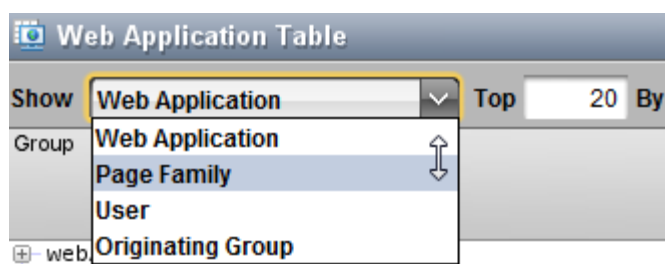 Web Application Table
Show Web Application Top 20 By
Group Web Application
Page Family
User
web. Originating Group